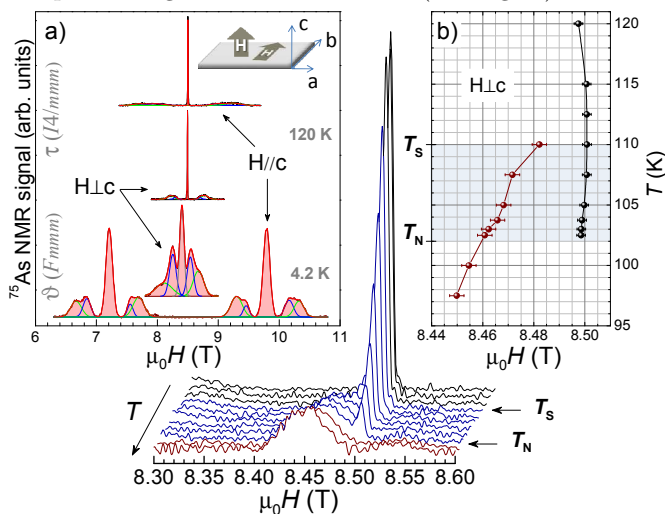 a)
H
H
c
b
a
⁷⁵As NMR signal (arb. units)
τ (I4/mmm)
120 K
H//c
H⊥c
ϑ (Fmmm)
4.2 K
6 7 8 9 10 11
μ₀H (T)
b)
H⊥c
T_S
T_N
120
115
110
105
100
95
T (K)
8.44 8.46 8.48 8.50
μ₀H (T)
T
T_S
T_N
8.30 8.35 8.40 8.45 8.50 8.55 8.60
μ₀H (T)